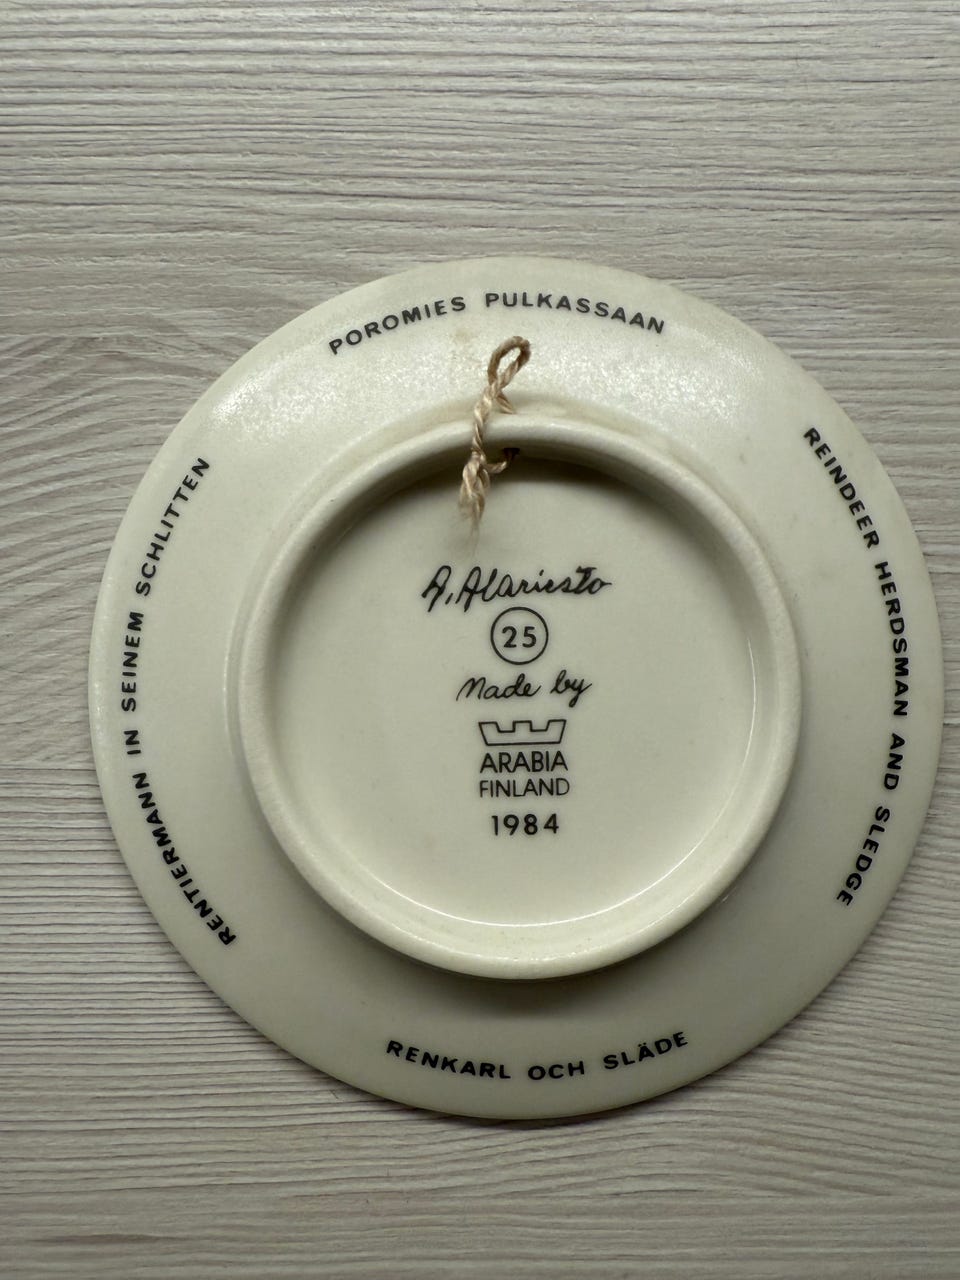 POROMIES PULKASSAAN
REINDEER HERDSMAN AND SLEDGE
RENKARL OCH SLÄDE
RENTIERMANN IN SEINEM SCHLITTEN
A. Alariesto
25
Made by
ARABIA
FINLAND
1984